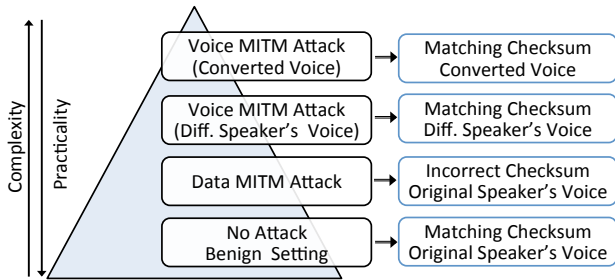 Complexity
Practicality
Voice MITM Attack
(Converted Voice)
Matching Checksum
Converted Voice
Voice MITM Attack
(Diff. Speaker's Voice)
Matching Checksum
Diff. Speaker's Voice
Data MITM Attack
Incorrect Checksum
Original Speaker's Voice
No Attack
Benign Setting
Matching Checksum
Original Speaker's Voice